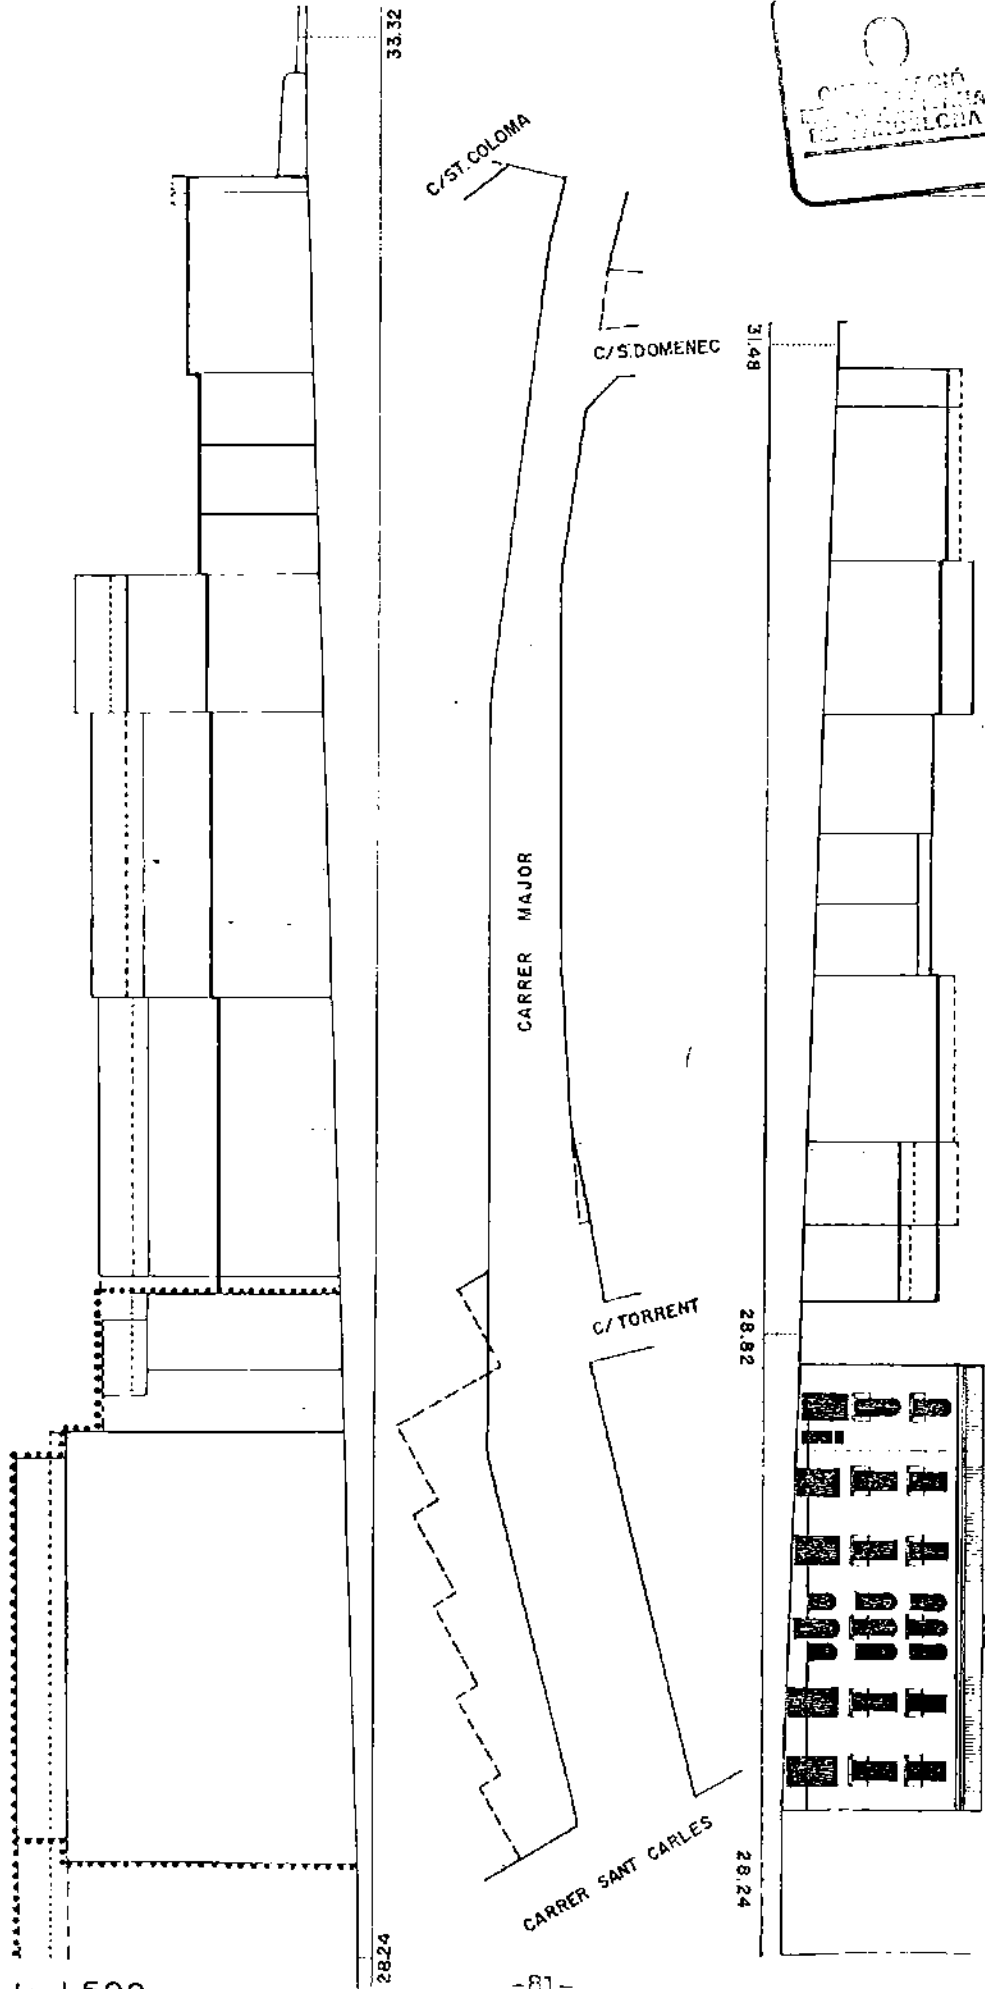 33.32
C/ST. COLOMA
C/S.DOMENEC
31.48
CARRER MAJOR
C/TORRENT
28.82
CARRER SANT CARLES
28.24
28.24
-81-